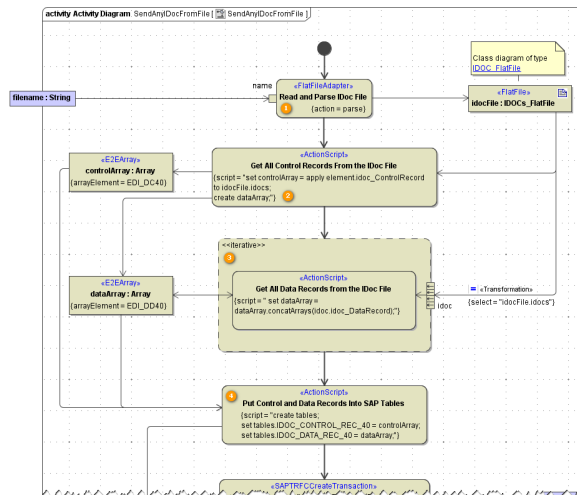 activity Activity Diagram SendAnyIDocFromFile [ SendAnyIDocFromFile ]
Class diagram of type
IDOC_FlatFile
filename : String
name
«FlatFileAdapter»
Read and Parse IDoc File
1
{action = parse}
«FlatFile»
idocFile : IDOCs_FlatFile
«E2EArray»
controlArray : Array
{arrayElement = EDI_DC40}
«ActionScript»
Get All Control Records From the IDoc File
{script = "set controlArray = apply element.idoc_ControlRecord
to idocFile.idocs;
create dataArray;"}
2
<<iterative>>
3
«ActionScript»
Get All Data Records from the IDoc File
{script = " set dataArray =
dataArray.concatArrays(idoc.idoc_DataRecord);"}
«E2EArray»
dataArray : Array
{arrayElement = EDI_DD40}
idoc
= «Transformation»
{select = "idocFile.idocs"}
«ActionScript»
4
Put Control and Data Records Into SAP Tables
{script = "create tables;
set tables.IDOC_CONTROL_REC_40 = controlArray;
set tables.IDOC_DATA_REC_40 = dataArray;"}
«SAPTRFCCreateTransaction»